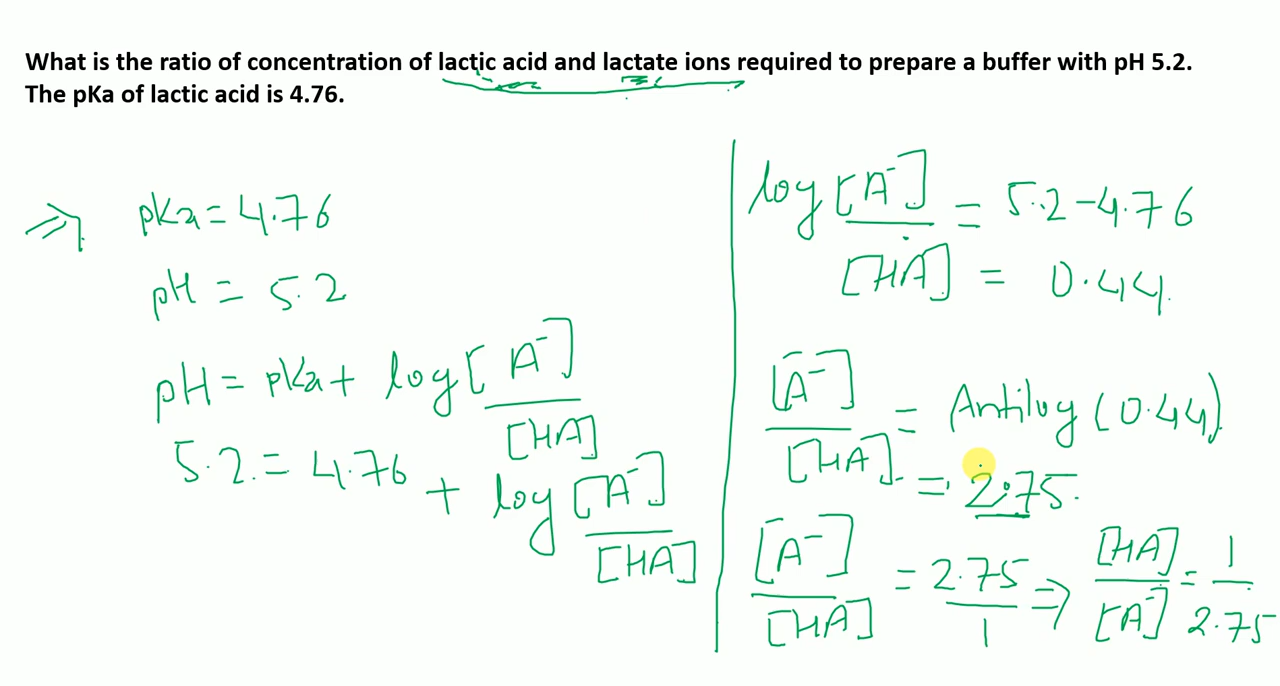 What is the ratio of concentration of lactic acid and lactate ions required to prepare a buffer with pH 5.2.
The pKa of lactic acid is 4.76.
⇒ pKa = 4.76
pH = 5.2
pH = pKa + log [A⁻]
[HA]
5.2 = 4.76 + log [A⁻]
[HA]
log [A⁻] = 5.2 - 4.76
[HA] = 0.44
[A⁻] = Antilog (0.44)
[HA] = 2.75
[A⁻] = 2.75 ⇒ [HA] = 1
[HA] 1 [A⁻] 2.75